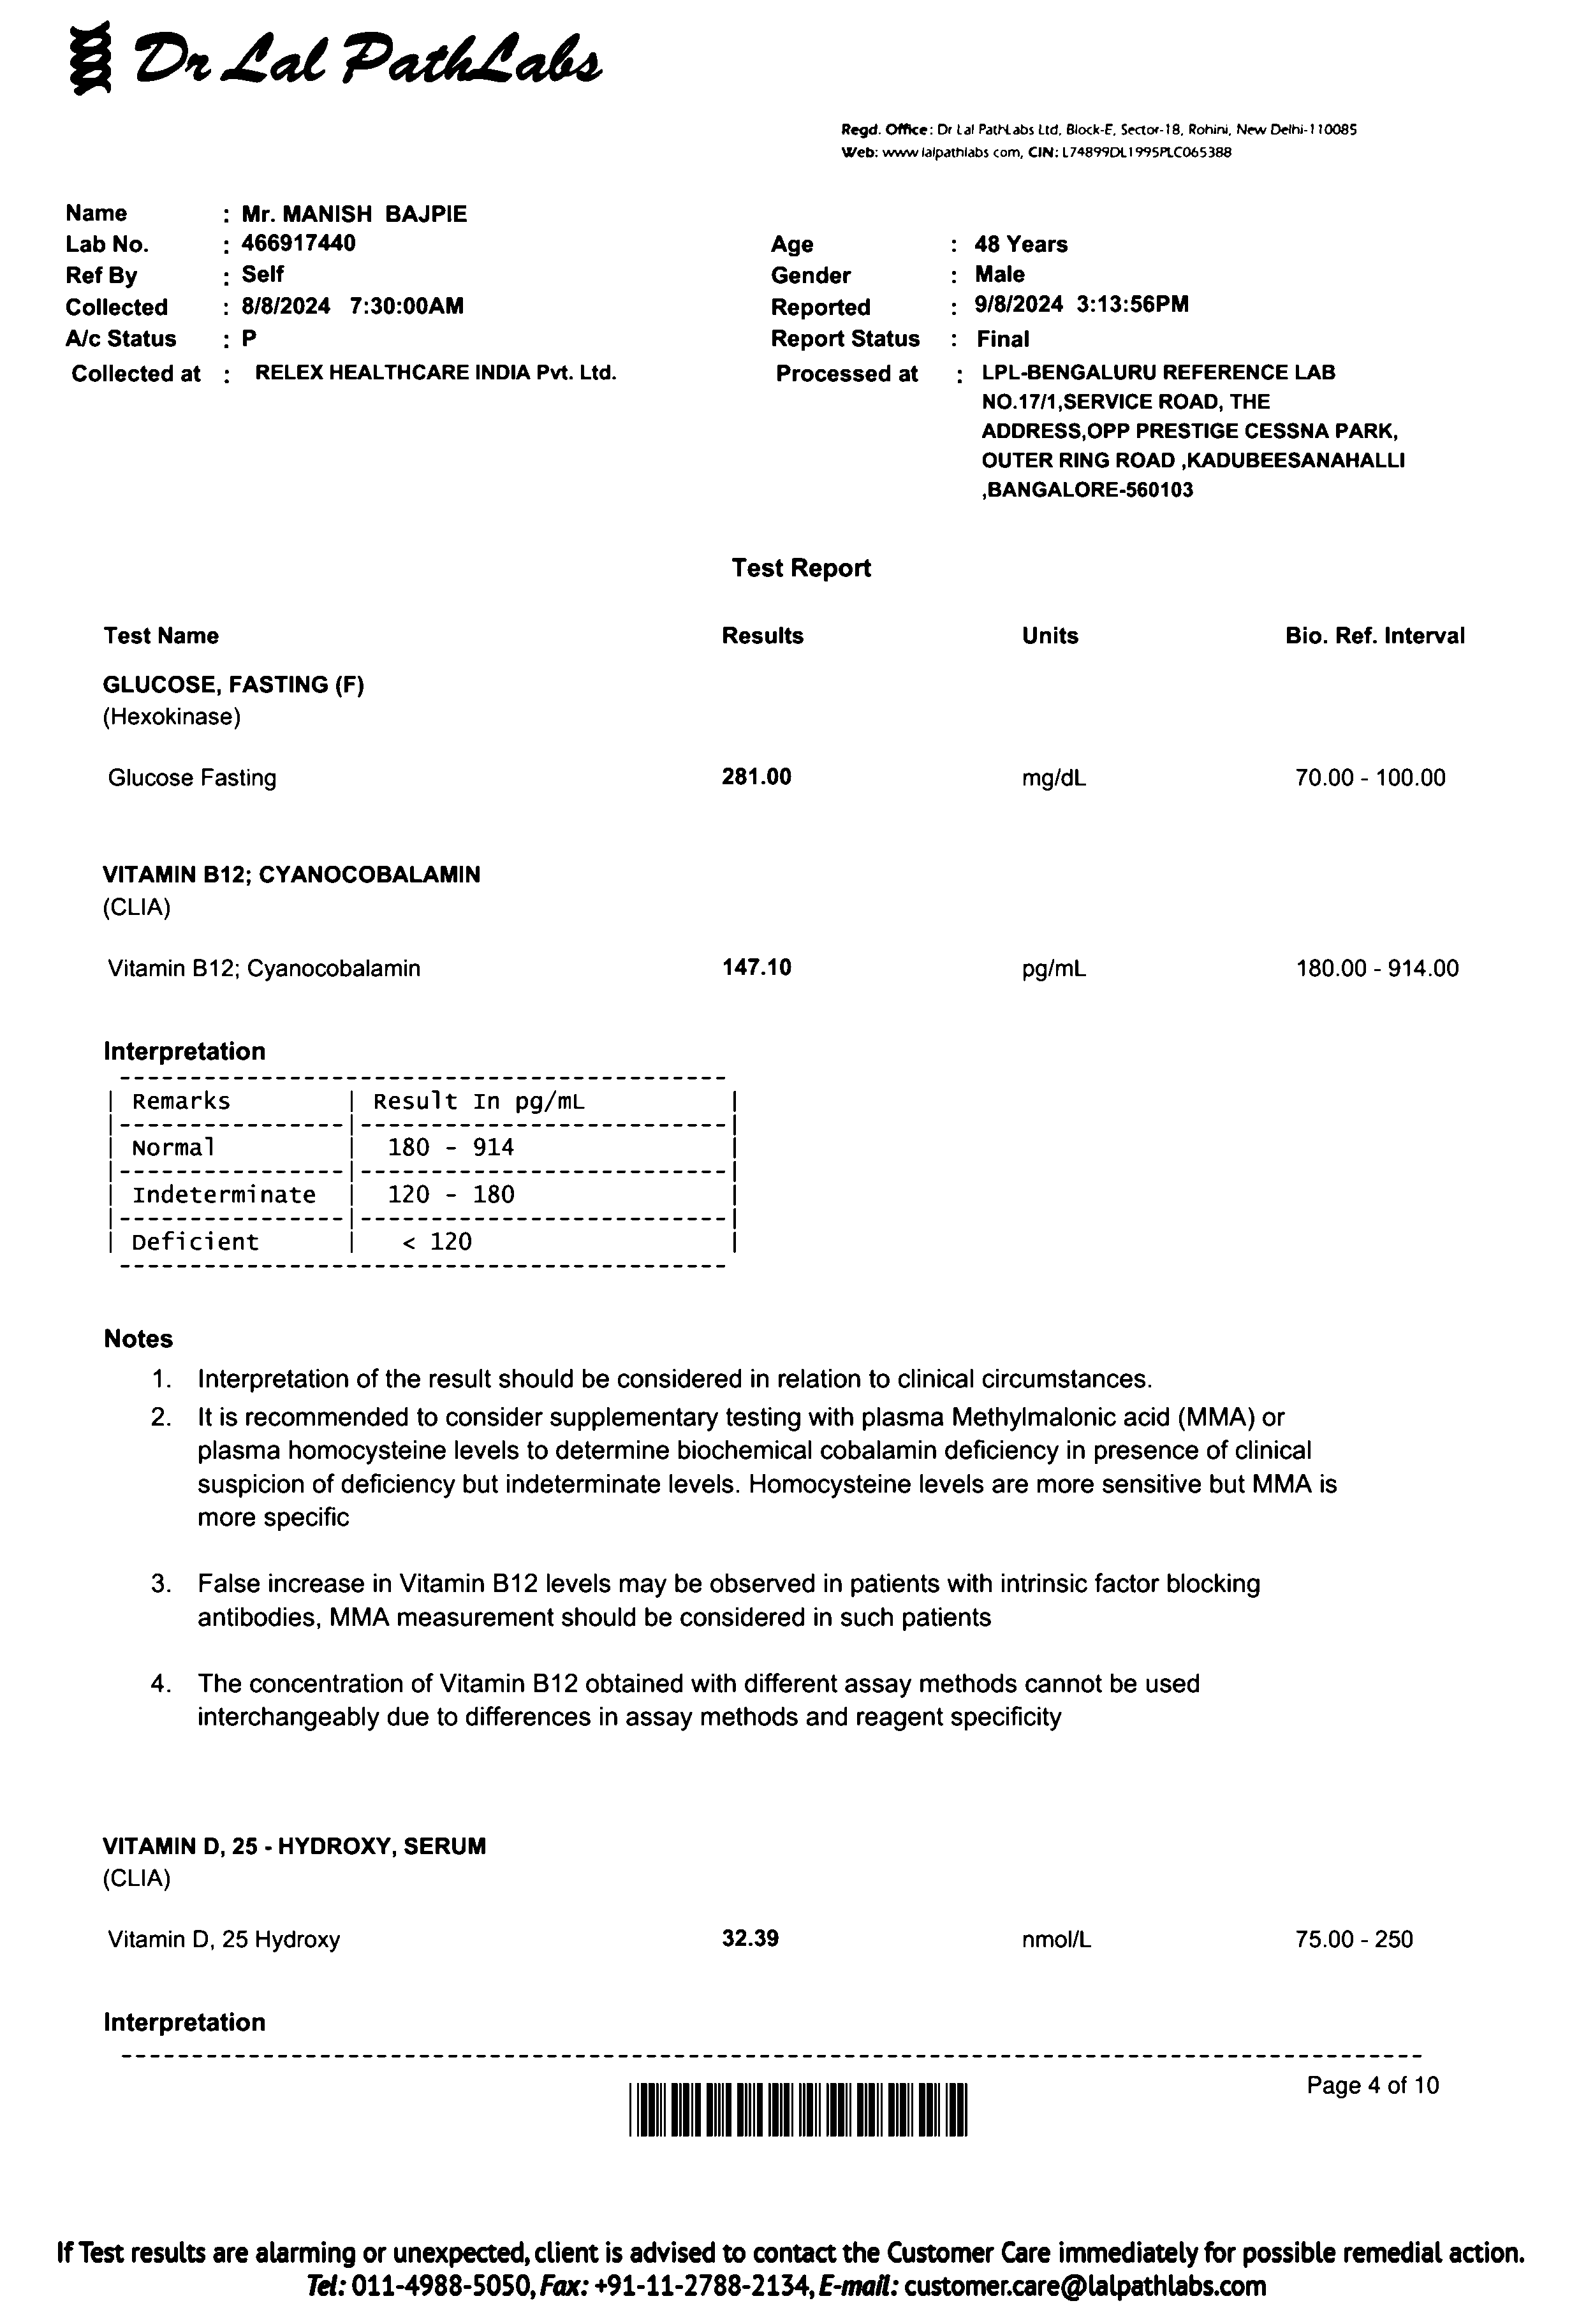 Dr Lal PathLabs
Regd. Office: Dr Lal PathLabs Ltd, Block-E, Sector-18, Rohini, New Delhi-110085
Web: www.lalpathlabs.com, CIN: L74899DL1995PLC065388
Name : Mr. MANISH BAJPIE
Lab No. : 466917440 Age : 48 Years
Ref By : Self Gender : Male
Collected : 8/8/2024 7:30:00AM Reported : 9/8/2024 3:13:56PM
A/c Status : P Report Status : Final
Collected at : RELEX HEALTHCARE INDIA Pvt. Ltd. Processed at : LPL-BENGALURU REFERENCE LAB
NO.17/1,SERVICE ROAD, THE
ADDRESS,OPP PRESTIGE CESSNA PARK,
OUTER RING ROAD ,KADUBEESANAHALLI
,BANGALORE-560103
Test Report
Test Name Results Units Bio. Ref. Interval
GLUCOSE, FASTING (F)
(Hexokinase)
Glucose Fasting 281.00 mg/dL 70.00 - 100.00
VITAMIN B12; CYANOCOBALAMIN
(CLIA)
Vitamin B12; Cyanocobalamin 147.10 pg/mL 180.00 - 914.00
Interpretation
Remarks Result In pg/mL
Normal 180 - 914
Indeterminate 120 - 180
Deficient < 120
Notes
1. Interpretation of the result should be considered in relation to clinical circumstances.
2. It is recommended to consider supplementary testing with plasma Methylmalonic acid (MMA) or
plasma homocysteine levels to determine biochemical cobalamin deficiency in presence of clinical
suspicion of deficiency but indeterminate levels. Homocysteine levels are more sensitive but MMA is
more specific
3. False increase in Vitamin B12 levels may be observed in patients with intrinsic factor blocking
antibodies, MMA measurement should be considered in such patients
4. The concentration of Vitamin B12 obtained with different assay methods cannot be used
interchangeably due to differences in assay methods and reagent specificity
VITAMIN D, 25 - HYDROXY, SERUM
(CLIA)
Vitamin D, 25 Hydroxy 32.39 nmol/L 75.00 - 250
Interpretation
Page 4 of 10
If Test results are alarming or unexpected, client is advised to contact the Customer Care immediately for possible remedial action.
Tel: 011-4988-5050, Fax: +91-11-2788-2134, E-mail: customer.care@lalpathlabs.com